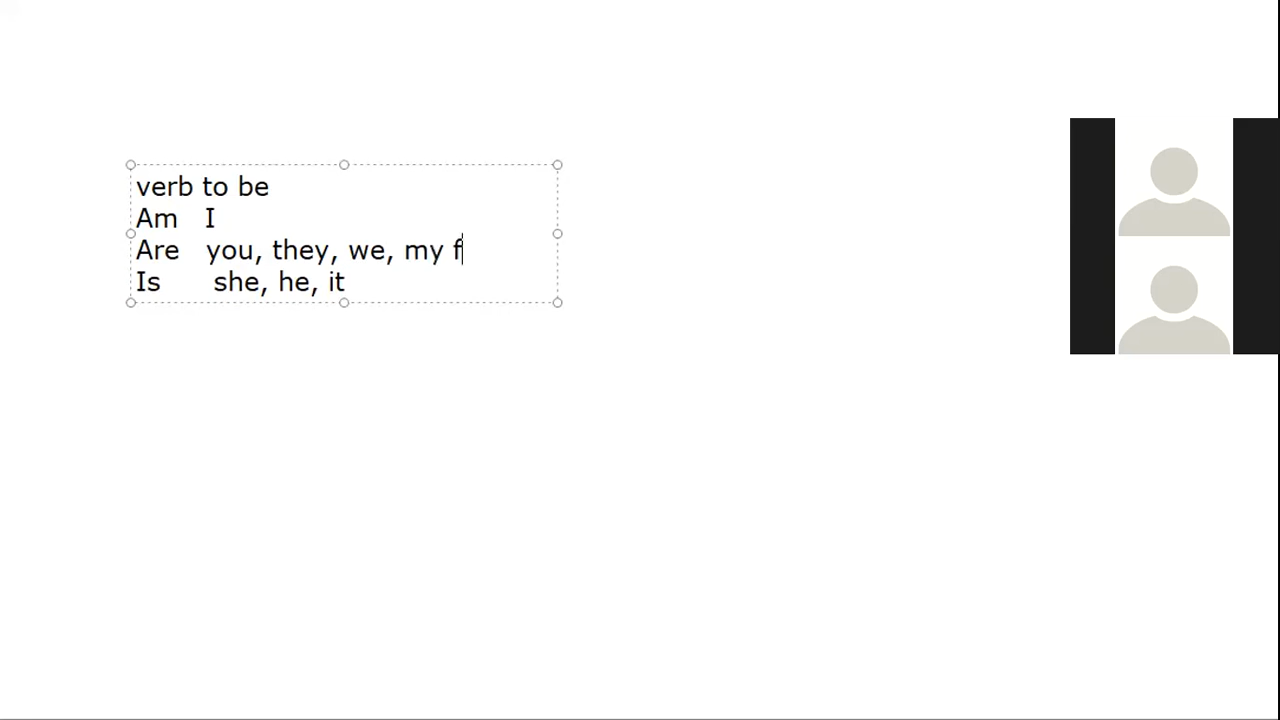 verb to be
Am I
Are you, they, we, my f
Is she, he, it